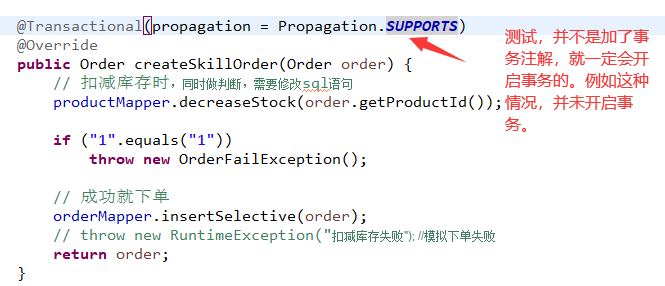 @Transactional(propagation = Propagation.SUPPORTS)
@Override
public Order createSkillOrder(Order order) {
// 扣减库存时，同时做判断，需要修改sql语句
productMapper.decreaseStock(order.getProductId());
if ("1".equals("1"))
throw new OrderFailException();
// 成功就下单
orderMapper.insertSelective(order);
// throw new RuntimeException("扣减库存失败"); //模拟下单失败
return order;
}
测试，并不是加了事
务注解，就一定会开
启事务的。例如这种
情况，并未开启事
务。